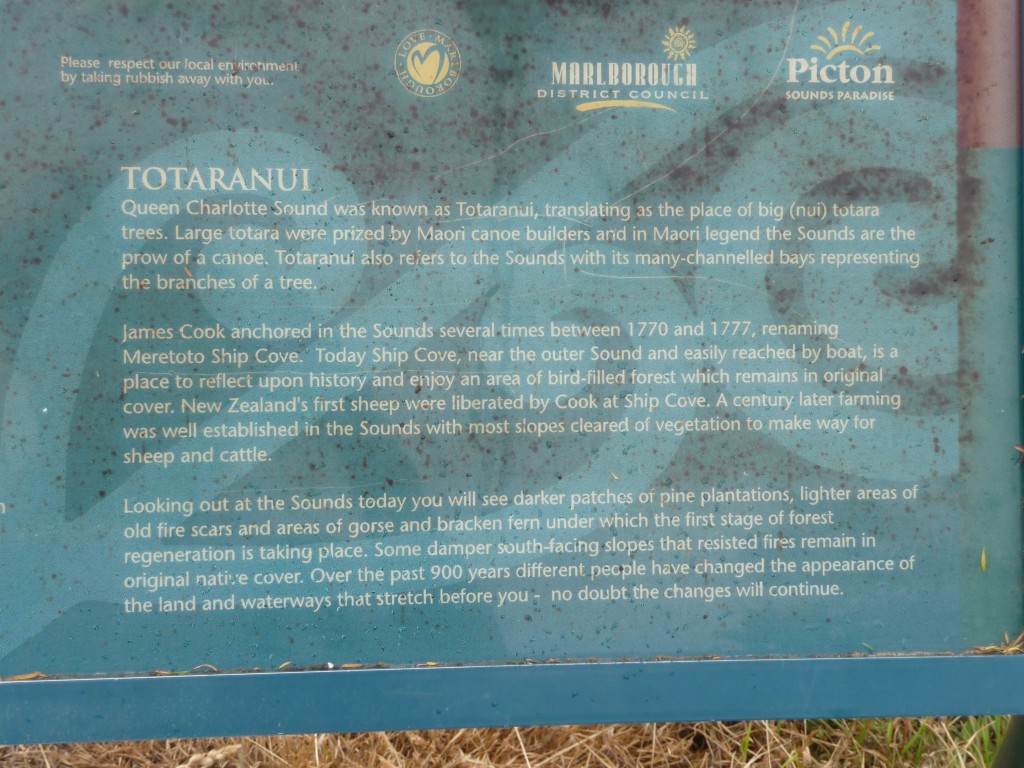 Please respect our local environment
by taking rubbish away with you.
LOVE MARLBOROUGH
MARLBOROUGH
DISTRICT COUNCIL
Picton
SOUNDS PARADISE
TOTARANUI
Queen Charlotte Sound was known as Totaranui, translating as the place of big (nui) totara
trees. Large totara were prized by Maori canoe builders and in Maori legend the Sounds are the
prow of a canoe. Totaranui also refers to the Sounds with its many-channelled bays representing
the branches of a tree.
James Cook anchored in the Sounds several times between 1770 and 1777, renaming
Meretoto Ship Cove. Today Ship Cove, near the outer Sound and easily reached by boat, is a
place to reflect upon history and enjoy an area of bird-filled forest which remains in original
cover. New Zealand's first sheep were liberated by Cook at Ship Cove. A century later farming
was well established in the Sounds with most slopes cleared of vegetation to make way for
sheep and cattle.
Looking out at the Sounds today you will see darker patches of pine plantations, lighter areas of
old fire scars and areas of gorse and bracken fern under which the first stage of forest
regeneration is taking place. Some damper south-facing slopes that resisted fires remain in
original native cover. Over the past 900 years different people have changed the appearance of
the land and waterways that stretch before you - no doubt the changes will continue.